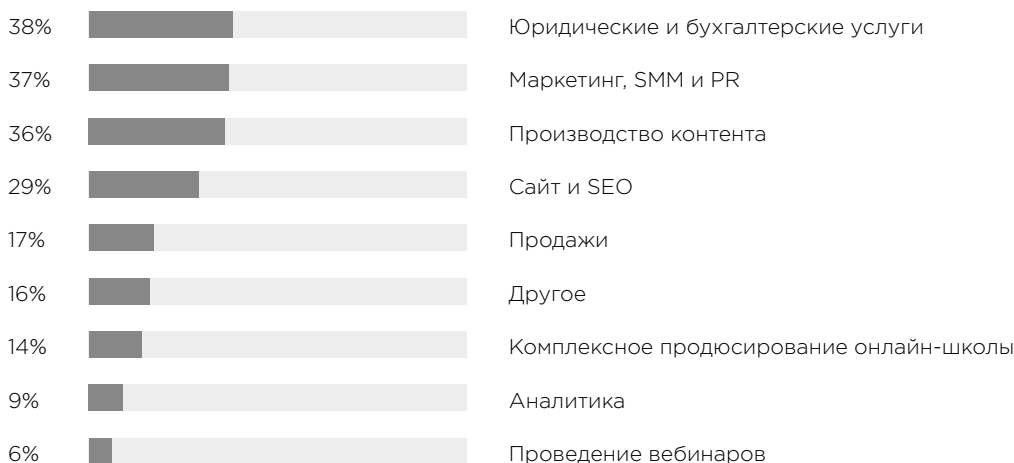 38% Юридические и бухгалтерские услуги
37% Маркетинг, SMM и PR
36% Производство контента
29% Сайт и SEO
17% Продажи
16% Другое
14% Комплексное продюсирование онлайн-школы
9% Аналитика
6% Проведение вебинаров